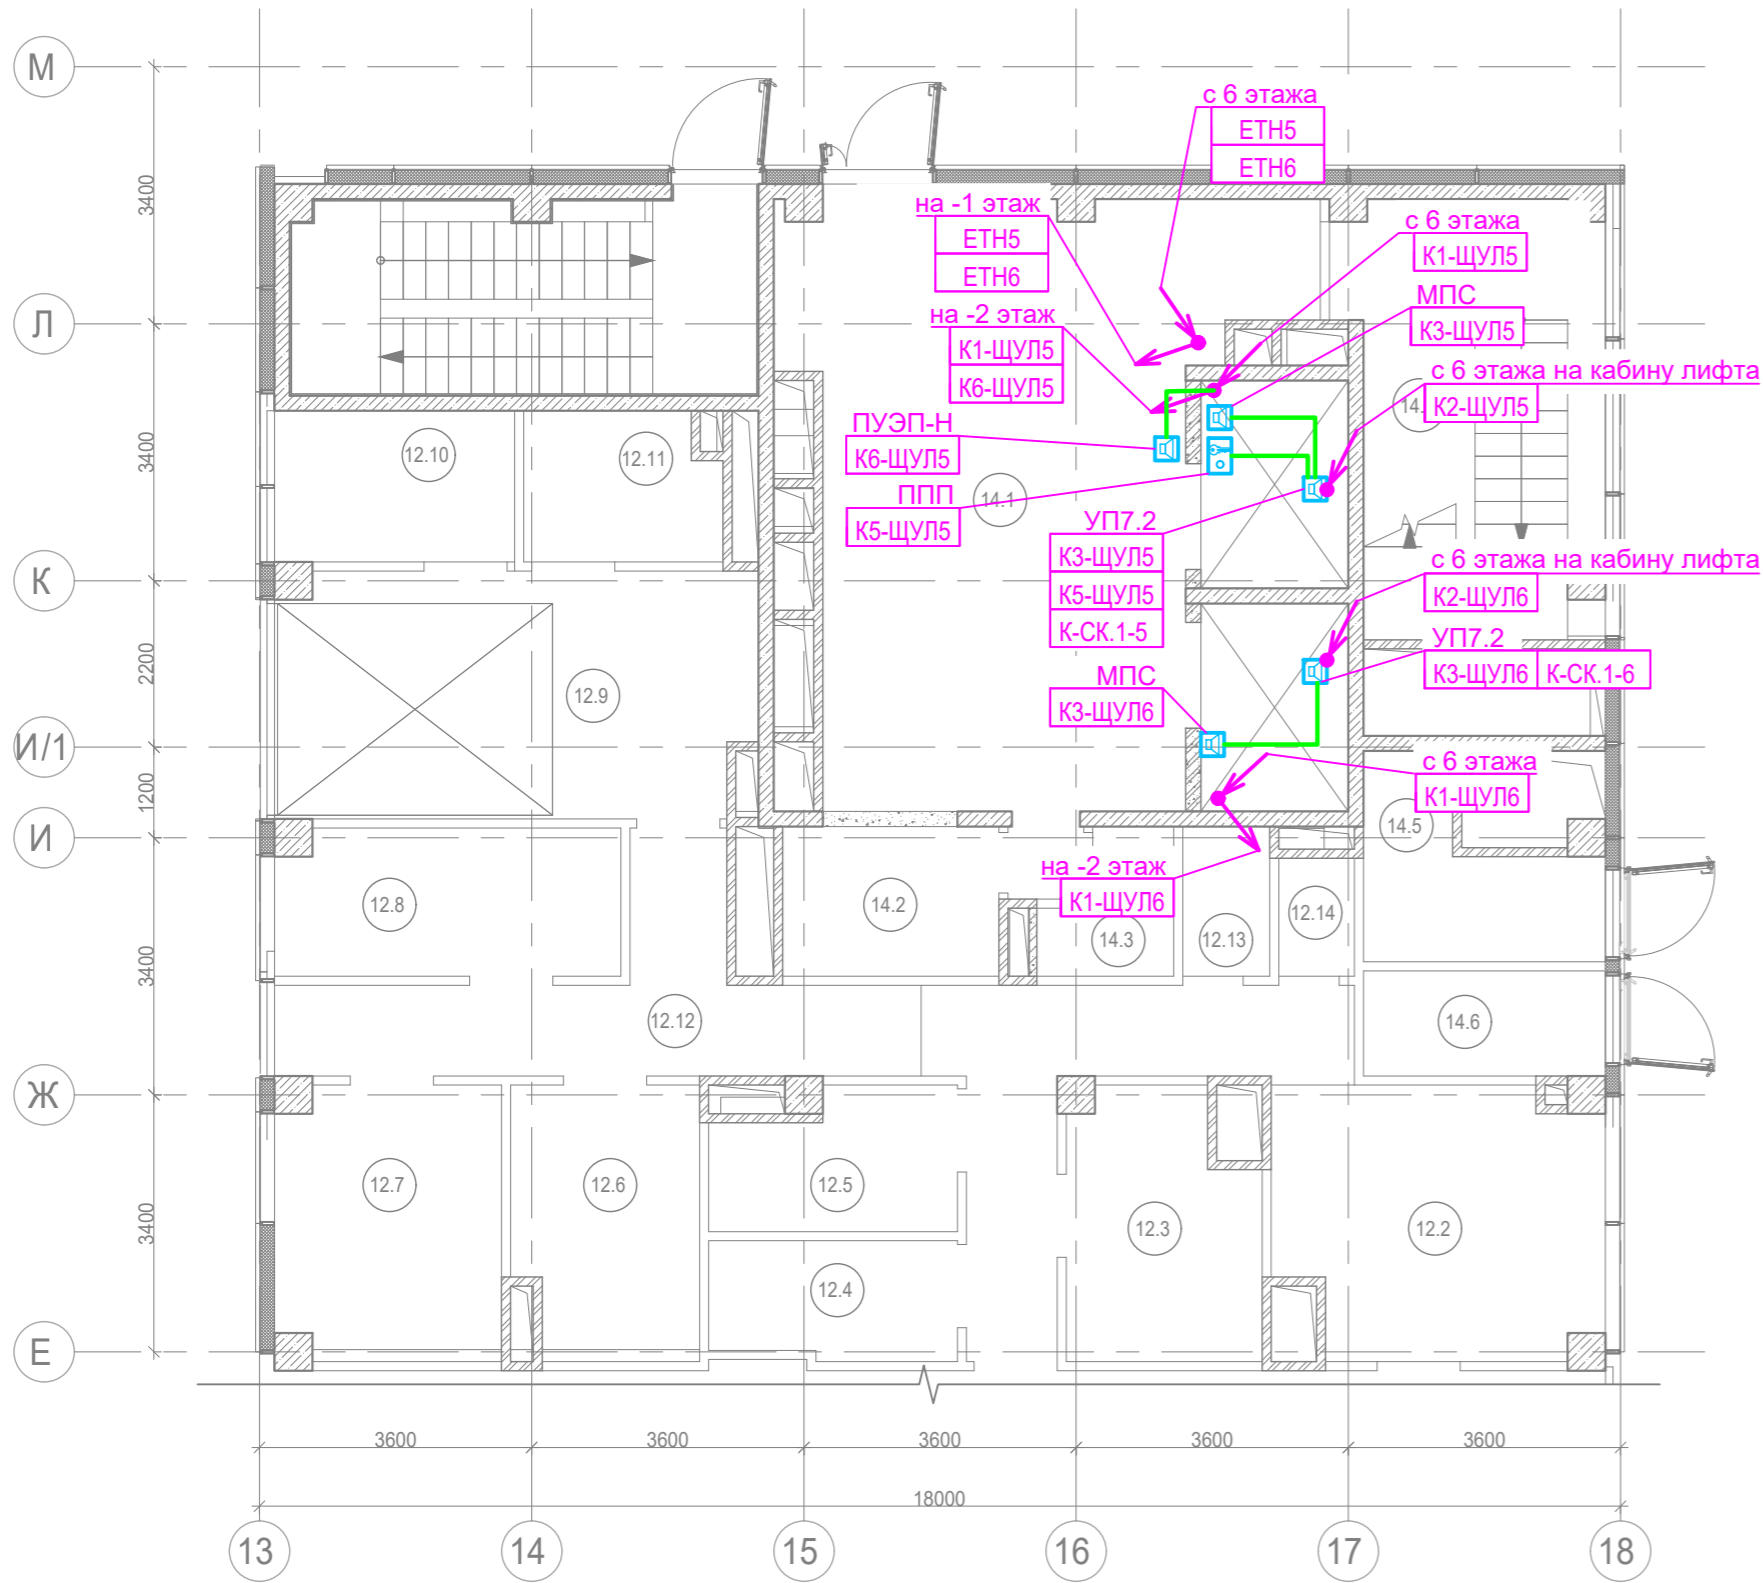 М
Л
К
И/1
И
Ж
Е
3400
3400
2200
1200
3400
3400
с 6 этажа
ЕТН5
ЕТН6
на -1 этаж
ЕТН5
ЕТН6
с 6 этажа
К1-ЩУЛ5
МПС
К3-ЩУЛ5
на -2 этаж
К1-ЩУЛ5
К6-ЩУЛ5
с 6 этажа на кабину лифта
К2-ЩУЛ5
ПУЭП-Н
К6-ЩУЛ5
ППП
К5-ЩУЛ5
УП7.2
К3-ЩУЛ5
К5-ЩУЛ5
К-СК.1-5
с 6 этажа на кабину лифта
К2-ЩУЛ6
УП7.2
К3-ЩУЛ6 К-СК.1-6
МПС
К3-ЩУЛ6
с 6 этажа
К1-ЩУЛ6
на -2 этаж
К1-ЩУЛ6
12.10
12.11
14.1
14.
12.9
14.5
12.8
14.2
14.3
12.13
12.14
12.12
14.6
12.7
12.6
12.5
12.4
12.3
12.2
3600
3600
3600
3600
3600
18000
13
14
15
16
17
18